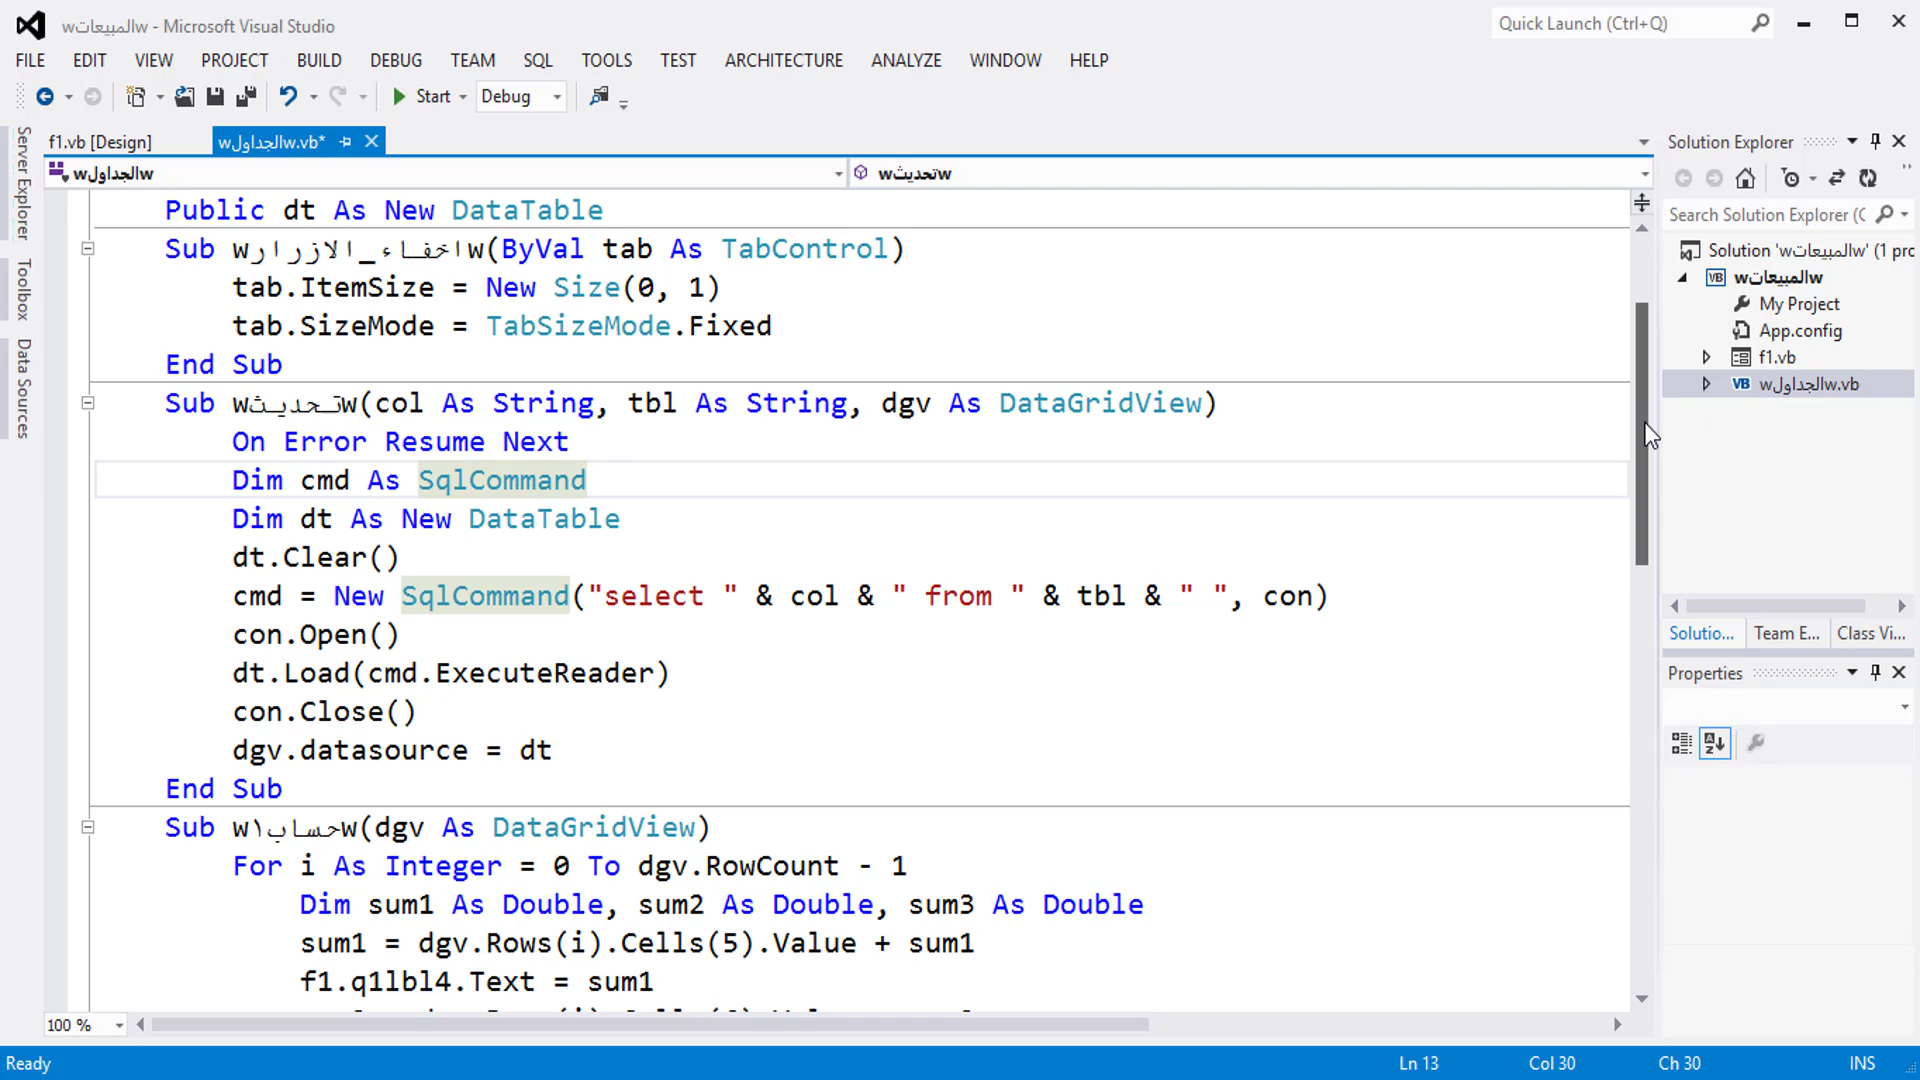 wالمبيعاتw - Microsoft Visual Studio
Quick Launch (Ctrl+Q)
FILE EDIT VIEW PROJECT BUILD DEBUG TEAM SQL TOOLS TEST ARCHITECTURE ANALYZE WINDOW HELP
Start Debug
Server Explorer
Toolbox
Data Sources
f1.vb [Design]
wالجداولw.vb*
wالجداولw
wتحديثw
Public dt As New DataTable
Sub wاخفاء_الازرارw(ByVal tab As TabControl)
tab.ItemSize = New Size(0, 1)
tab.SizeMode = TabSizeMode.Fixed
End Sub
Sub wتحديثw(col As String, tbl As String, dgv As DataGridView)
On Error Resume Next
Dim cmd As SqlCommand
Dim dt As New DataTable
dt.Clear()
cmd = New SqlCommand("select " & col & " from " & tbl & " ", con)
con.Open()
dt.Load(cmd.ExecuteReader)
con.Close()
dgv.datasource = dt
End Sub
Sub wحساب١w(dgv As DataGridView)
For i As Integer = 0 To dgv.RowCount - 1
Dim sum1 As Double, sum2 As Double, sum3 As Double
sum1 = dgv.Rows(i).Cells(5).Value + sum1
f1.q1lbl4.Text = sum1
100 %
Solution Explorer
Search Solution Explorer (C
Solution 'wالمبيعاتw' (1 pro
wالمبيعاتw
My Project
App.config
f1.vb
wالجداولw.vb
Solutio... Team E... Class Vi...
Properties
Ready
Ln 13 Col 30 Ch 30 INS